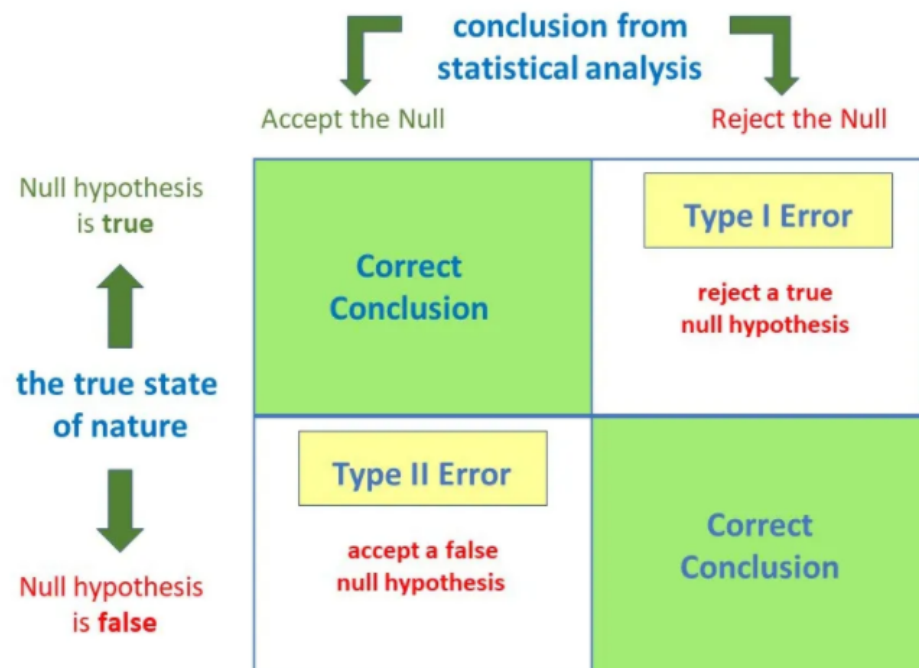 conclusion from
statistical analysis
Accept the Null
Reject the Null
Null hypothesis
is true
Correct
Conclusion
Type I Error
reject a true
null hypothesis
the true state
of nature
Type II Error
accept a false
null hypothesis
Correct
Conclusion
Null hypothesis
is false